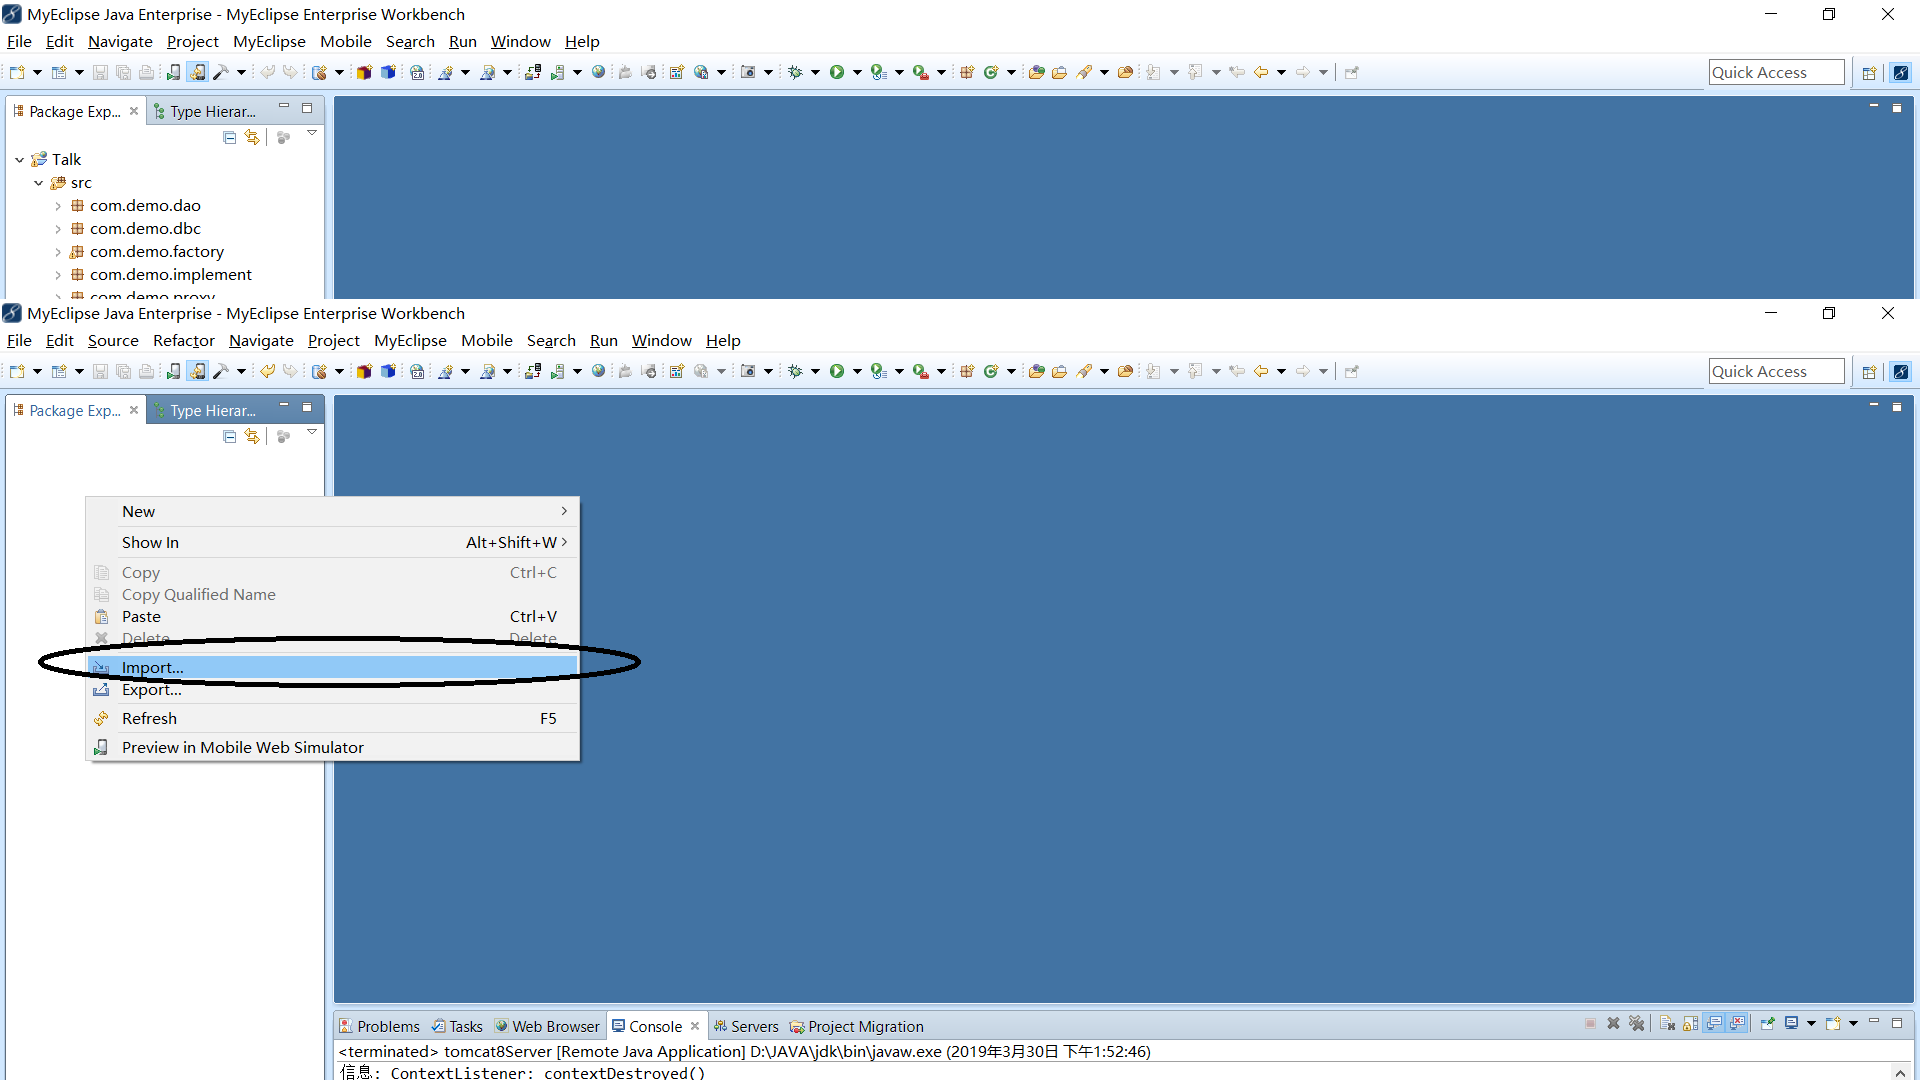 MyEclipse Java Enterprise - MyEclipse Enterprise Workbench
File Edit Navigate Project MyEclipse Mobile Search Run Window Help
Quick Access
Package Exp... Type Hierar...
Talk
src
com.demo.dao
com.demo.dbc
com.demo.factory
com.demo.implement
com.demo.proxy
MyEclipse Java Enterprise - MyEclipse Enterprise Workbench
File Edit Source Refactor Navigate Project MyEclipse Mobile Search Run Window Help
Quick Access
Package Exp... Type Hierar...
New
Show In Alt+Shift+W
Copy Ctrl+C
Copy Qualified Name
Paste Ctrl+V
Delete Delete
Import...
Export...
Refresh F5
Preview in Mobile Web Simulator
Problems Tasks Web Browser Console Servers Project Migration
<terminated> tomcat8Server [Remote Java Application] D:\JAVA\jdk\bin\javaw.exe (2019年3月30日 下午1:52:46)
信息: ContextListener: contextDestroyed()